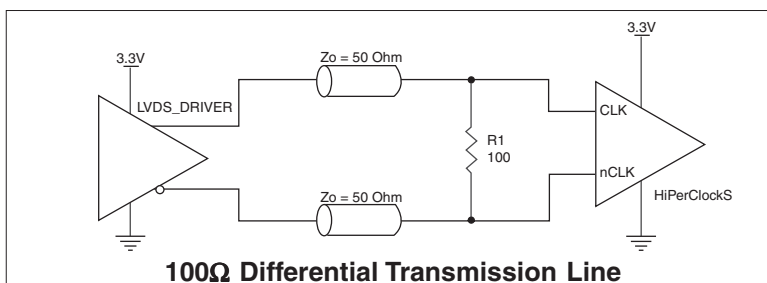 3.3V
3.3V
Zo = 50 Ohm
LVDS_DRIVER
CLK
R1
100
nCLK
Zo = 50 Ohm
HiPerClockS
100Ω Differential Transmission Line